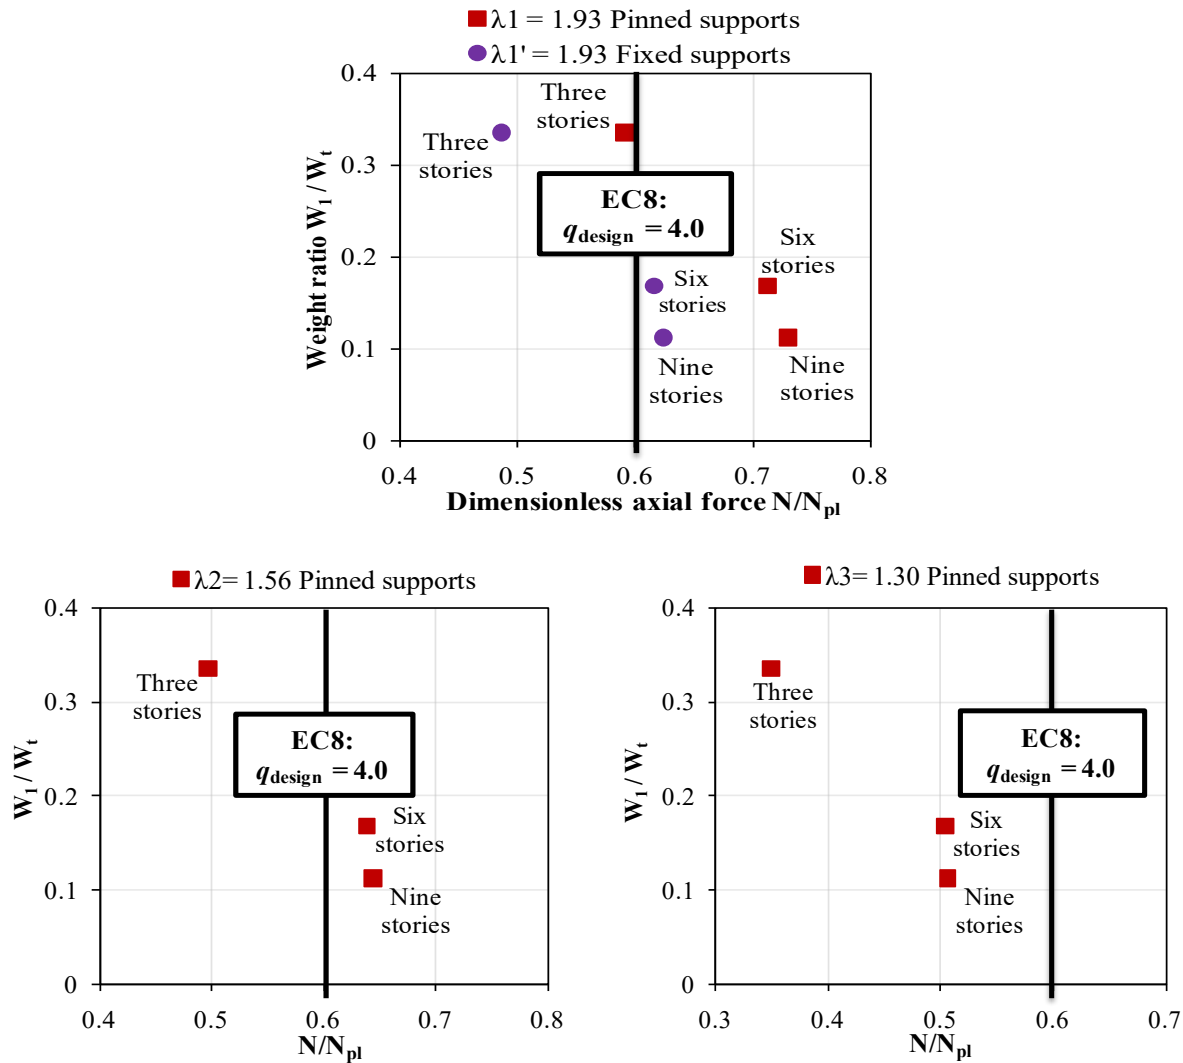 λ1 = 1.93 Pinned supports
λ1' = 1.93 Fixed supports
0.4
0.3
0.2
0.1
0
Weight ratio W1 / Wt
Three
stories
Three
stories
EC8:
qdesign = 4.0
Six
stories
Six
stories
Nine
stories
Nine
stories
0.4 0.5 0.6 0.7 0.8
Dimensionless axial force N/Npl
λ2= 1.56 Pinned supports
0.4
0.3
0.2
0.1
0
W1 / Wt
Three
stories
EC8:
qdesign = 4.0
Six
stories
Nine
stories
0.4 0.5 0.6 0.7 0.8
N/Npl
λ3= 1.30 Pinned supports
0.4
0.3
0.2
0.1
0
W1 / Wt
Three
stories
EC8:
qdesign = 4.0
Six
stories
Nine
stories
0.3 0.4 0.5 0.6 0.7
N/Npl